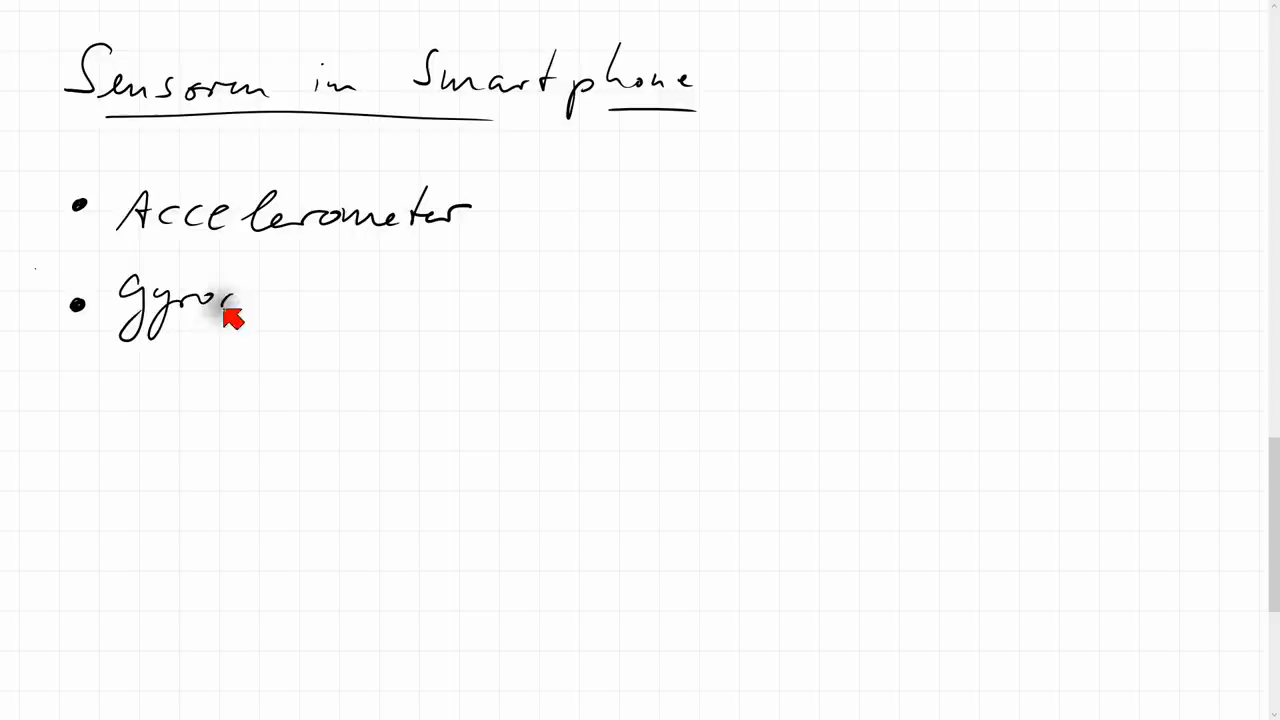 Sensoren im Smartphone
• Accelerometer
• Gyro